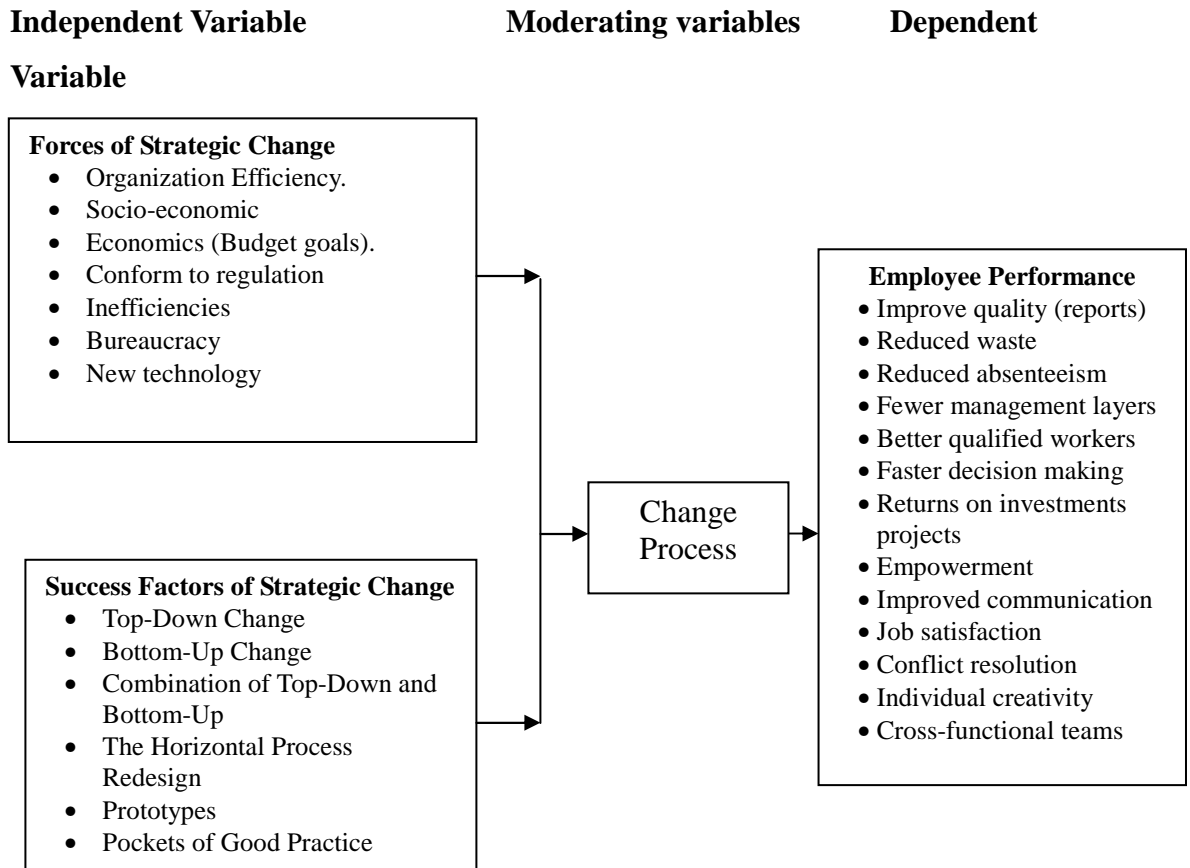 Independent Variable Moderating variables Dependent
Variable
Forces of Strategic Change
• Organization Efficiency.
• Socio-economic
• Economics (Budget goals).
• Conform to regulation
• Inefficiencies
• Bureaucracy
• New technology
Success Factors of Strategic Change
• Top-Down Change
• Bottom-Up Change
• Combination of Top-Down and
Bottom-Up
• The Horizontal Process
Redesign
• Prototypes
• Pockets of Good Practice
Change
Process
Employee Performance
• Improve quality (reports)
• Reduced waste
• Reduced absenteeism
• Fewer management layers
• Better qualified workers
• Faster decision making
• Returns on investments
projects
• Empowerment
• Improved communication
• Job satisfaction
• Conflict resolution
• Individual creativity
• Cross-functional teams